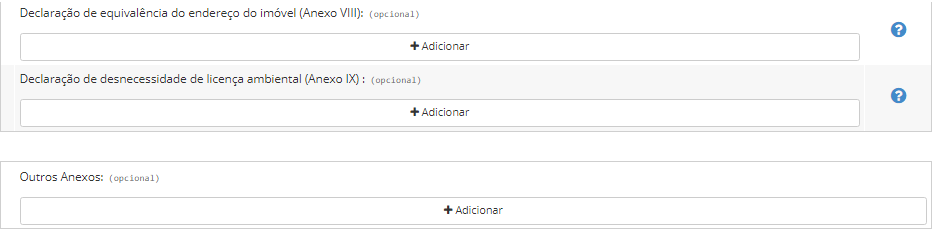 Declaração de equivalência do endereço do imóvel (Anexo VIII): (opcional)
+ Adicionar
?
Declaração de desnecessidade de licença ambiental (Anexo IX) : (opcional)
+ Adicionar
?
Outros Anexos: (opcional)
+ Adicionar